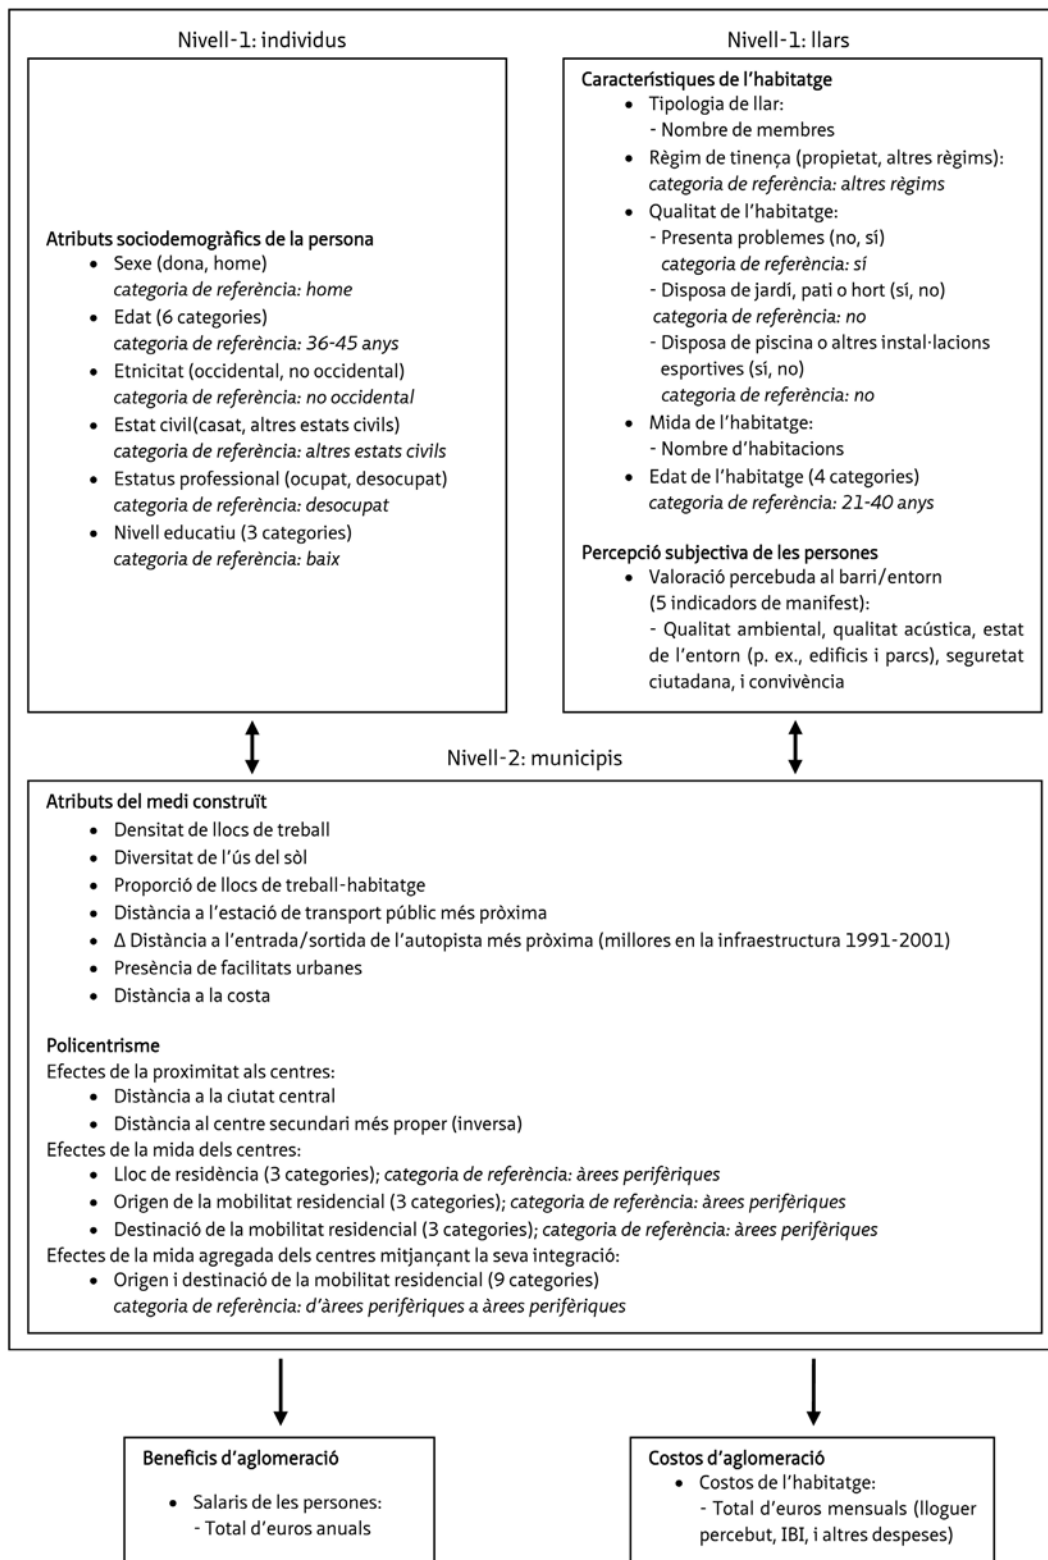 Nivell-1: individus
Atributs sociodemogràfics de la persona
• Sexe (dona, home)
categoria de referència: home
• Edat (6 categories)
categoria de referència: 36-45 anys
• Etnicitat (occidental, no occidental)
categoria de referència: no occidental
• Estat civil(casat, altres estats civils)
categoria de referència: altres estats civils
• Estatus professional (ocupat, desocupat)
categoria de referència: desocupat
• Nivell educatiu (3 categories)
categoria de referència: baix
Nivell-1: llars
Característiques de l'habitatge
• Tipologia de llar:
- Nombre de membres
• Règim de tinença (propietat, altres règims):
categoria de referència: altres règims
• Qualitat de l'habitatge:
- Presenta problemes (no, sí)
categoria de referència: sí
- Disposa de jardí, pati o hort (sí, no)
categoria de referència: no
- Disposa de piscina o altres instal·lacions
esportives (sí, no)
categoria de referència: no
• Mida de l'habitatge:
- Nombre d'habitacions
• Edat de l'habitatge (4 categories)
categoria de referència: 21-40 anys
Percepció subjectiva de les persones
• Valoració percebuda al barri/entorn
(5 indicadors de manifest):
- Qualitat ambiental, qualitat acústica, estat
de l'entorn (p. ex., edificis i parcs), seguretat
ciutadana, i convivència
Nivell-2: municipis
Atributs del medi construït
• Densitat de llocs de treball
• Diversitat de l'ús del sòl
• Proporció de llocs de treball-habitatge
• Distància a l'estació de transport públic més pròxima
• Δ Distància a l'entrada/sortida de l'autopista més pròxima (millores en la infraestructura 1991-2001)
• Presència de facilitats urbanes
• Distància a la costa
Policentrisme
Efectes de la proximitat als centres:
• Distància a la ciutat central
• Distància al centre secundari més proper (inversa)
Efectes de la mida dels centres:
• Lloc de residència (3 categories); categoria de referència: àrees perifèriques
• Origen de la mobilitat residencial (3 categories); categoria de referència: àrees perifèriques
• Destinació de la mobilitat residencial (3 categories); categoria de referència: àrees perifèriques
Efectes de la mida agregada dels centres mitjançant la seva integració:
• Origen i destinació de la mobilitat residencial (9 categories)
categoria de referència: d'àrees perifèriques a àrees perifèriques
Beneficis d'aglomeració
• Salaris de les persones:
- Total d'euros anuals
Costos d'aglomeració
• Costos de l'habitatge:
- Total d'euros mensuals (lloguer
percebut, IBI, i altres despeses)